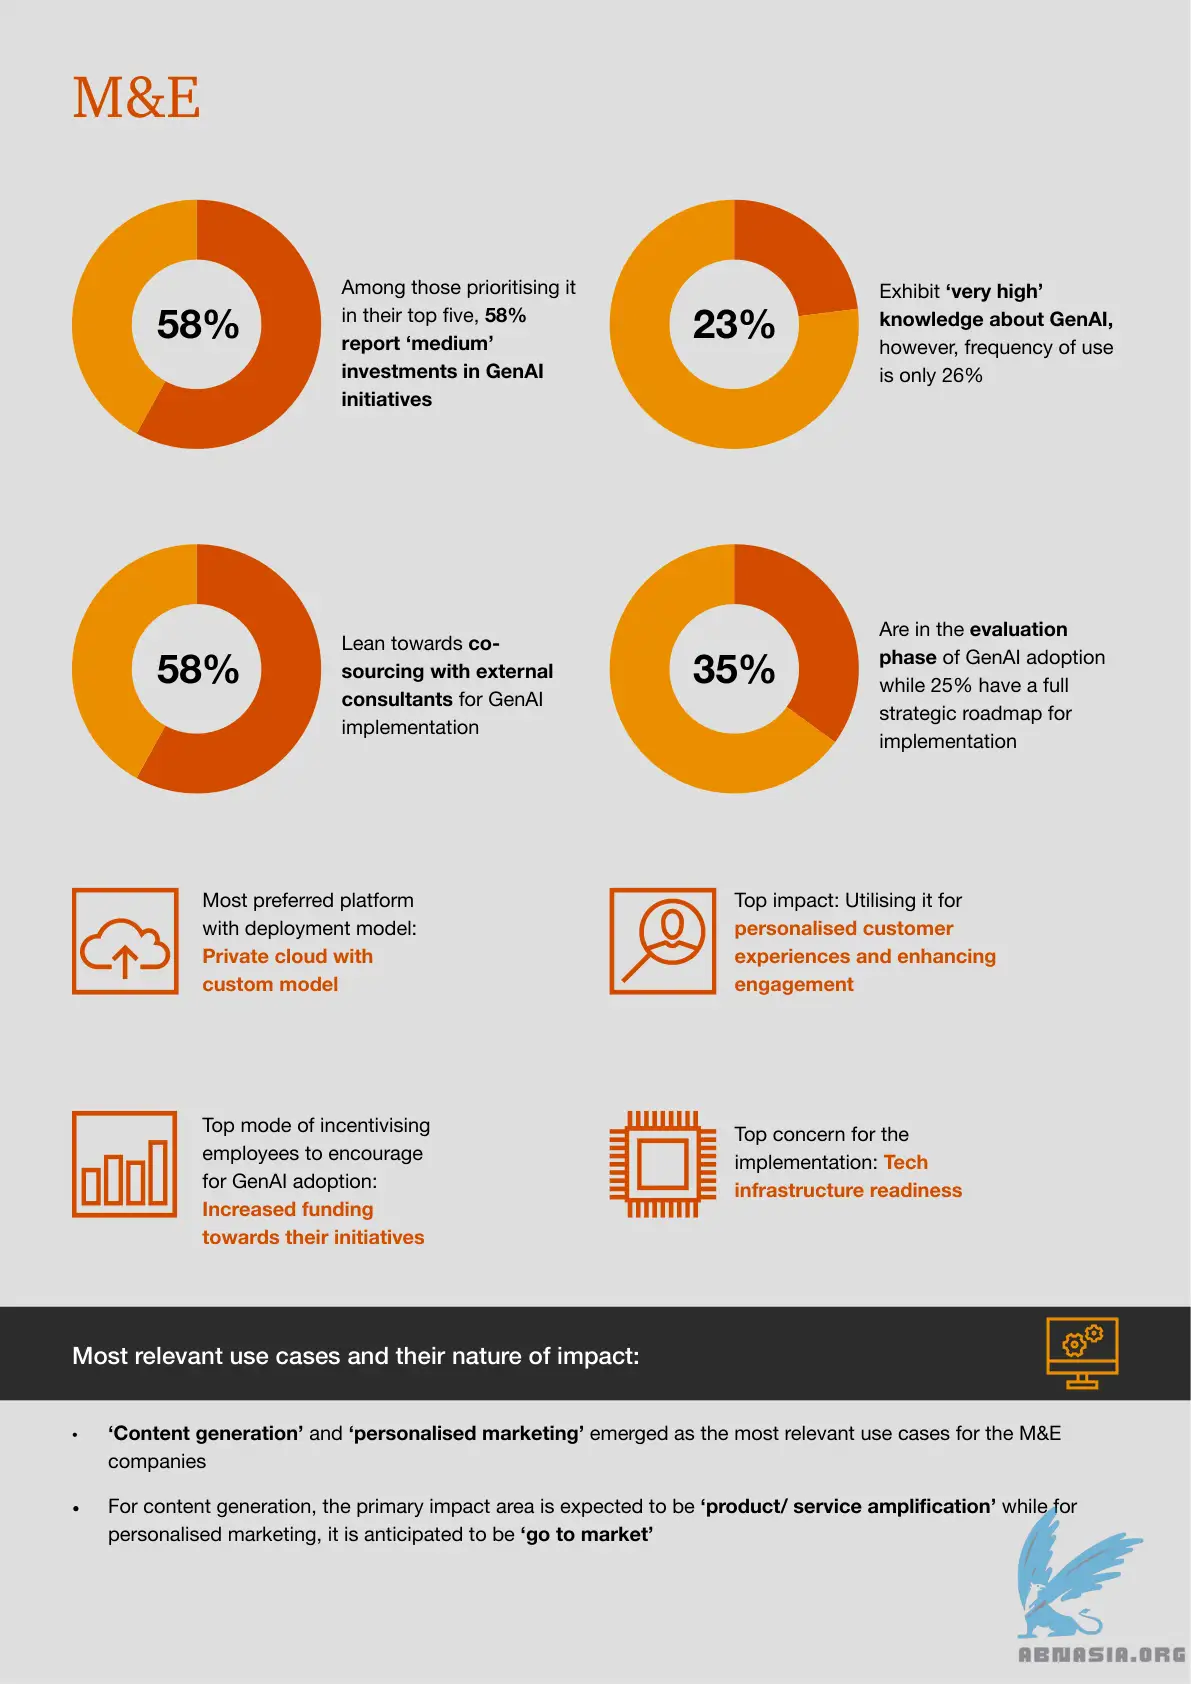 M&E
58%
Among those prioritising it
in their top five, 58%
report ‘medium’
investments in GenAI
initiatives
23%
Exhibit ‘very high’
knowledge about GenAI,
however, frequency of use
is only 26%
58%
Lean towards co-
sourcing with external
consultants for GenAI
implementation
35%
Are in the evaluation
phase of GenAI adoption
while 25% have a full
strategic roadmap for
implementation
Most preferred platform
with deployment model:
Private cloud with
custom model
Top impact: Utilising it for
personalised customer
experiences and enhancing
engagement
Top mode of incentivising
employees to encourage
for GenAI adoption:
Increased funding
towards their initiatives
Top concern for the
implementation: Tech
infrastructure readiness
Most relevant use cases and their nature of impact:
• ‘Content generation’ and ‘personalised marketing’ emerged as the most relevant use cases for the M&E
companies
• For content generation, the primary impact area is expected to be ‘product/ service amplification’ while for
personalised marketing, it is anticipated to be ‘go to market’
ABNASIA.ORG